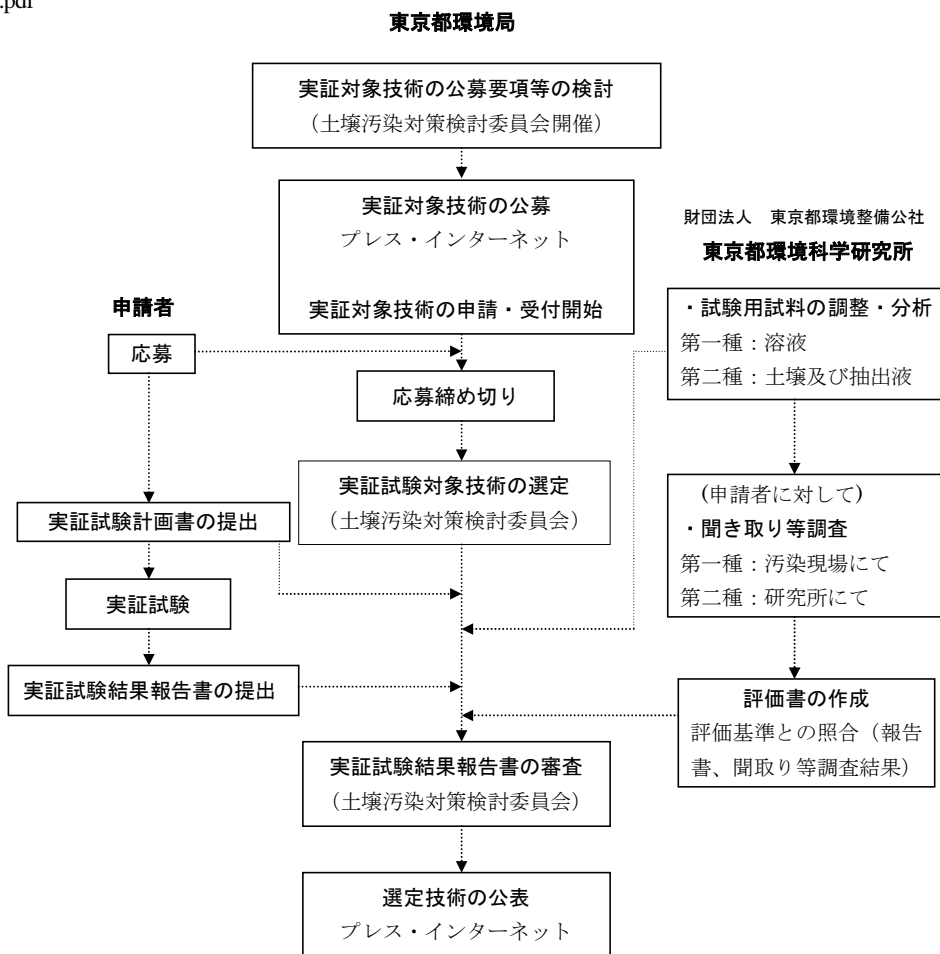 .pdf
東京都環境局
実証対象技術の公募要項等の検討
（土壌汚染対策検討委員会開催）
実証対象技術の公募
プレス・インターネット
実証対象技術の申請・受付開始
財団法人　東京都環境整備公社
東京都環境科学研究所
・試験用試料の調整・分析
第一種：溶液
第二種：土壌及び抽出液
申請者
応募
応募締め切り
実証試験対象技術の選定
（土壌汚染対策検討委員会）
(申請者に対して)
・聞き取り等調査
第一種：汚染現場にて
第二種：研究所にて
実証試験計画書の提出
実証試験
実証試験結果報告書の提出
評価書の作成
評価基準との照合（報告
書、聞取り等調査結果）
実証試験結果報告書の審査
（土壌汚染対策検討委員会）
選定技術の公表
プレス・インターネット